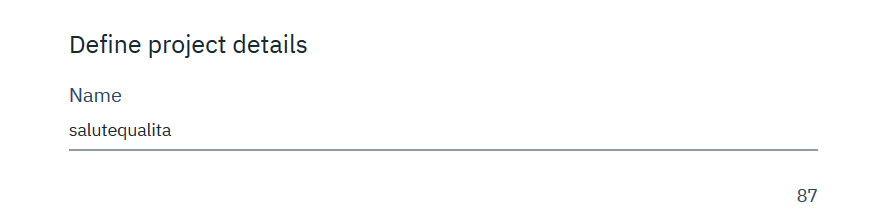 Define project details
Name
salutequalita
87